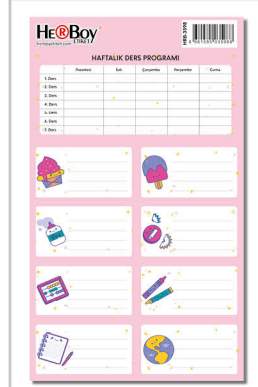 HERBOY
ETİKET
herboyetiket.com
HRB-3098
HAFTALIK DERS PROGRAMI
Pazartesi Salı Çarşamba Perşembe Cuma
1. Ders
2. Ders
3. Ders
4. Ders
5. Ders
6. Ders
7. Ders